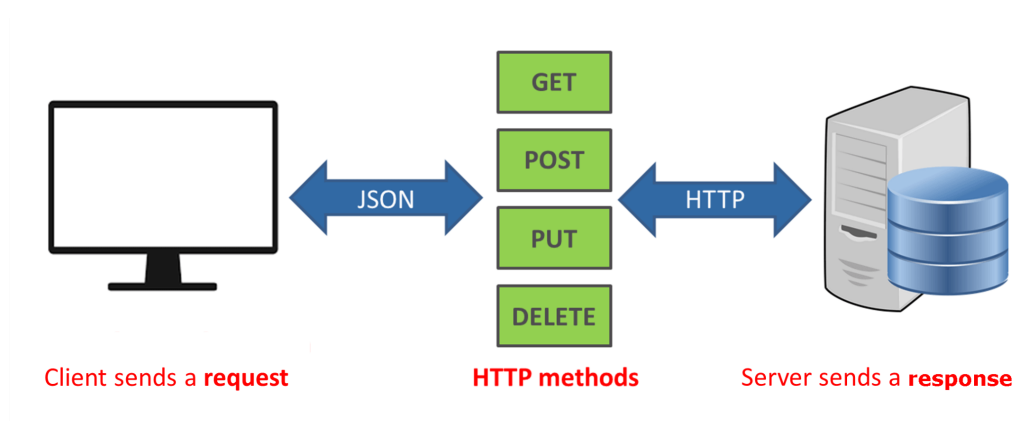 GET
POST
JSON
HTTP
PUT
DELETE
Client sends a request
HTTP methods
Server sends a response